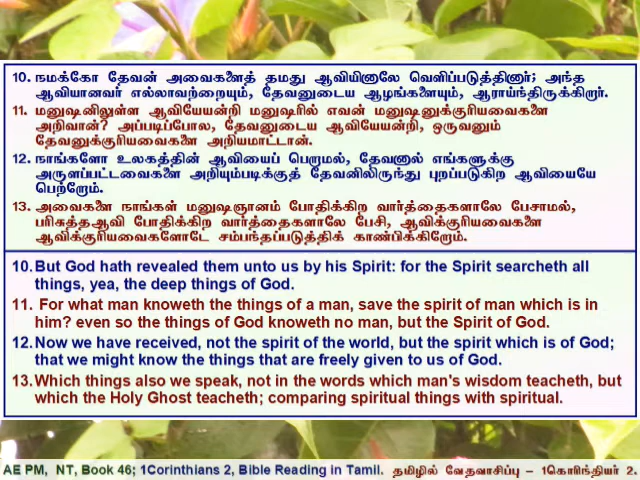 10. நமக்கோ தேவன் அவைகளைத் தமது ஆவியினாலே வெளிப்படுத்தினார்; அந்த
ஆவியானவர் எல்லாவற்றையும், தேவனுடைய ஆழங்களையும், ஆராய்ந்திருக்கிறார்.
11. மனுஷனிலுள்ள ஆவியேயன்றி மனுஷரில் எவன் மனுஷனுக்குரியவைகளை
அறிவான்? அப்படிப்போல, தேவனுடைய ஆவியேயன்றி, ஒருவனும்
தேவனுக்குரியவைகளை அறியமாட்டான்.
12. நாங்களோ உலகத்தின் ஆவியைப் பெறாமல், தேவனால் எங்களுக்கு
அருளப்பட்டவைகளை அறியும்படிக்குத் தேவனிலிருந்து புறப்படுகிற ஆவியையே
பெற்றோம்.
13. அவைகளை நாங்கள் மனுஷஞானம் போதிக்கிற வார்த்தைகளாலே பேசாமல்,
பரிசுத்தஆவி போதிக்கிற வார்த்தைகளாலே பேசி, ஆவிக்குரியவைகளை
ஆவிக்குரியவைகளோடே சம்பந்தப்படுத்திக் காண்பிக்கிறோம்.
10. But God hath revealed them unto us by his Spirit: for the Spirit searcheth all
things, yea, the deep things of God.
11. For what man knoweth the things of a man, save the spirit of man which is in
him? even so the things of God knoweth no man, but the Spirit of God.
12. Now we have received, not the spirit of the world, but the spirit which is of God;
that we might know the things that are freely given to us of God.
13. Which things also we speak, not in the words which man's wisdom teacheth, but
which the Holy Ghost teacheth; comparing spiritual things with spiritual.
AE PM, NT, Book 46; 1Corinthians 2, Bible Reading in Tamil. தமிழில் வேதவாசிப்பு – 1கொரிந்தியர் 2.